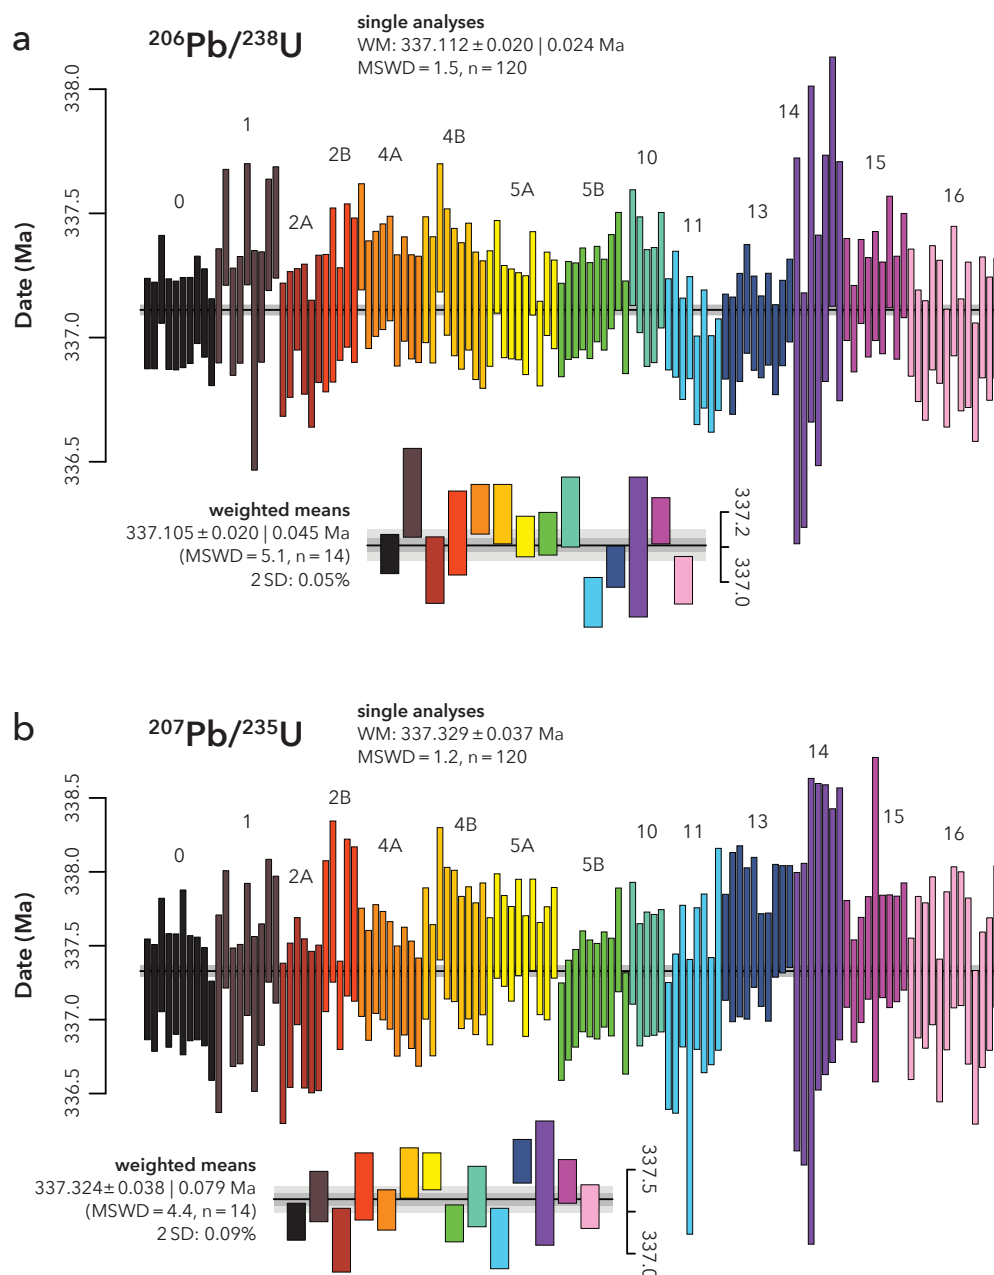 a
²⁰⁶Pb/²³⁸U
single analyses
WM: 337.112 ± 0.020 | 0.024 Ma
MSWD = 1.5, n = 120
338.0
337.5
337.0
336.5
Date (Ma)
0
1
2A
2B
4A
4B
5A
5B
10
11
13
14
15
16
weighted means
337.105 ± 0.020 | 0.045 Ma
(MSWD = 5.1, n = 14)
2 SD: 0.05%
337.2
337.0
b
²⁰⁷Pb/²³⁵U
single analyses
WM: 337.329 ± 0.037 Ma
MSWD = 1.2, n = 120
338.5
338.0
337.5
337.0
336.5
Date (Ma)
0
1
2A
2B
4A
4B
5A
5B
10
11
13
14
15
16
weighted means
337.324 ± 0.038 | 0.079 Ma
(MSWD = 4.4, n = 14)
2 SD: 0.09%
337.5
337.0